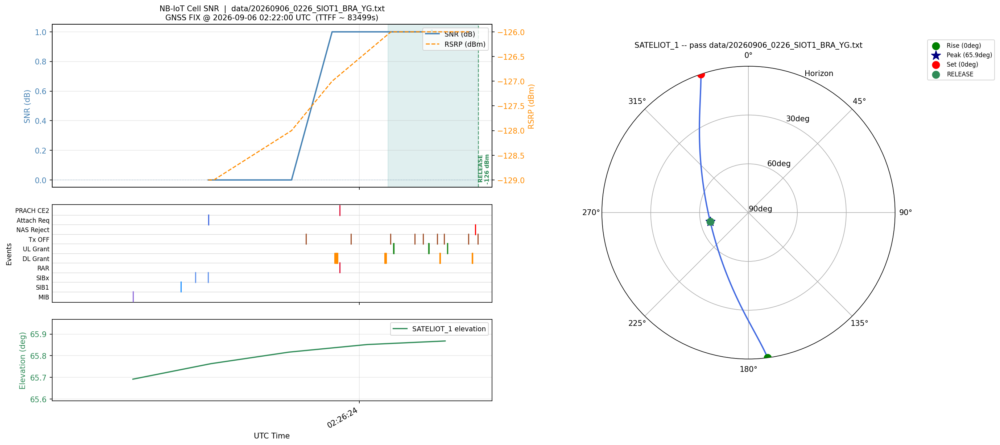 NB-IoT Cell SNR | data/20260906_0226_SIOT1_BRA_YG.txt
GNSS FIX @ 2026-09-06 02:22:00 UTC (TTFF ~ 83499s)
SNR (dB)
1.0
0.8
0.6
0.4
0.2
0.0
SNR (dB)
RSRP (dBm)
−126.0
−126.5
−127.0
−127.5
−128.0
−128.5
−129.0
RSRP (dBm)
RELEASE
-126 dBm
Events
PRACH CE2
Attach Req
NAS Reject
Tx OFF
UL Grant
DL Grant
RAR
SIBx
SIB1
MIB
Elevation (deg)
65.9
65.8
65.7
65.6
SATELIOT_1 elevation
02:26:24
UTC Time
SATELIOT_1 -- pass data/20260906_0226_SIOT1_BRA_YG.txt
0°
Horizon
315°
45°
30deg
60deg
270°
90deg
90°
225°
135°
180°
Rise (0deg)
Peak (65.9deg)
Set (0deg)
RELEASE